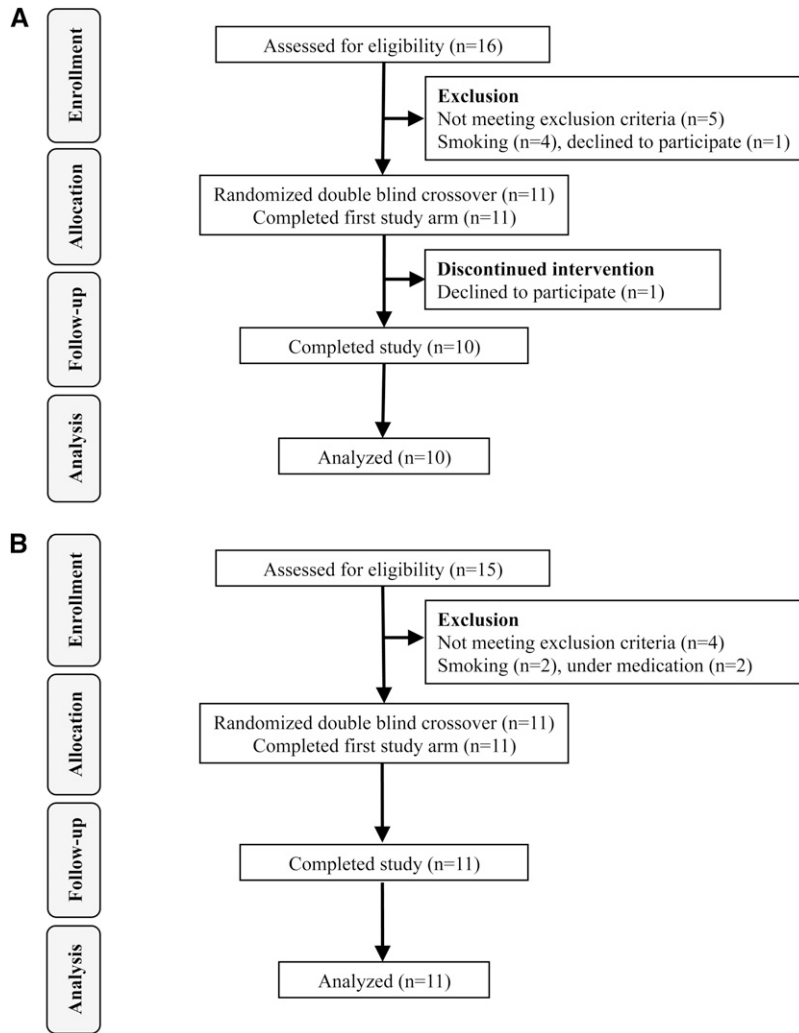 A
Enrollment
Assessed for eligibility (n=16)
Exclusion
Not meeting exclusion criteria (n=5)
Smoking (n=4), declined to participate (n=1)
Allocation
Randomized double blind crossover (n=11)
Completed first study arm (n=11)
Discontinued intervention
Declined to participate (n=1)
Follow-up
Completed study (n=10)
Analysis
Analyzed (n=10)
B
Enrollment
Assessed for eligibility (n=15)
Exclusion
Not meeting exclusion criteria (n=4)
Smoking (n=2), under medication (n=2)
Allocation
Randomized double blind crossover (n=11)
Completed first study arm (n=11)
Follow-up
Completed study (n=11)
Analysis
Analyzed (n=11)